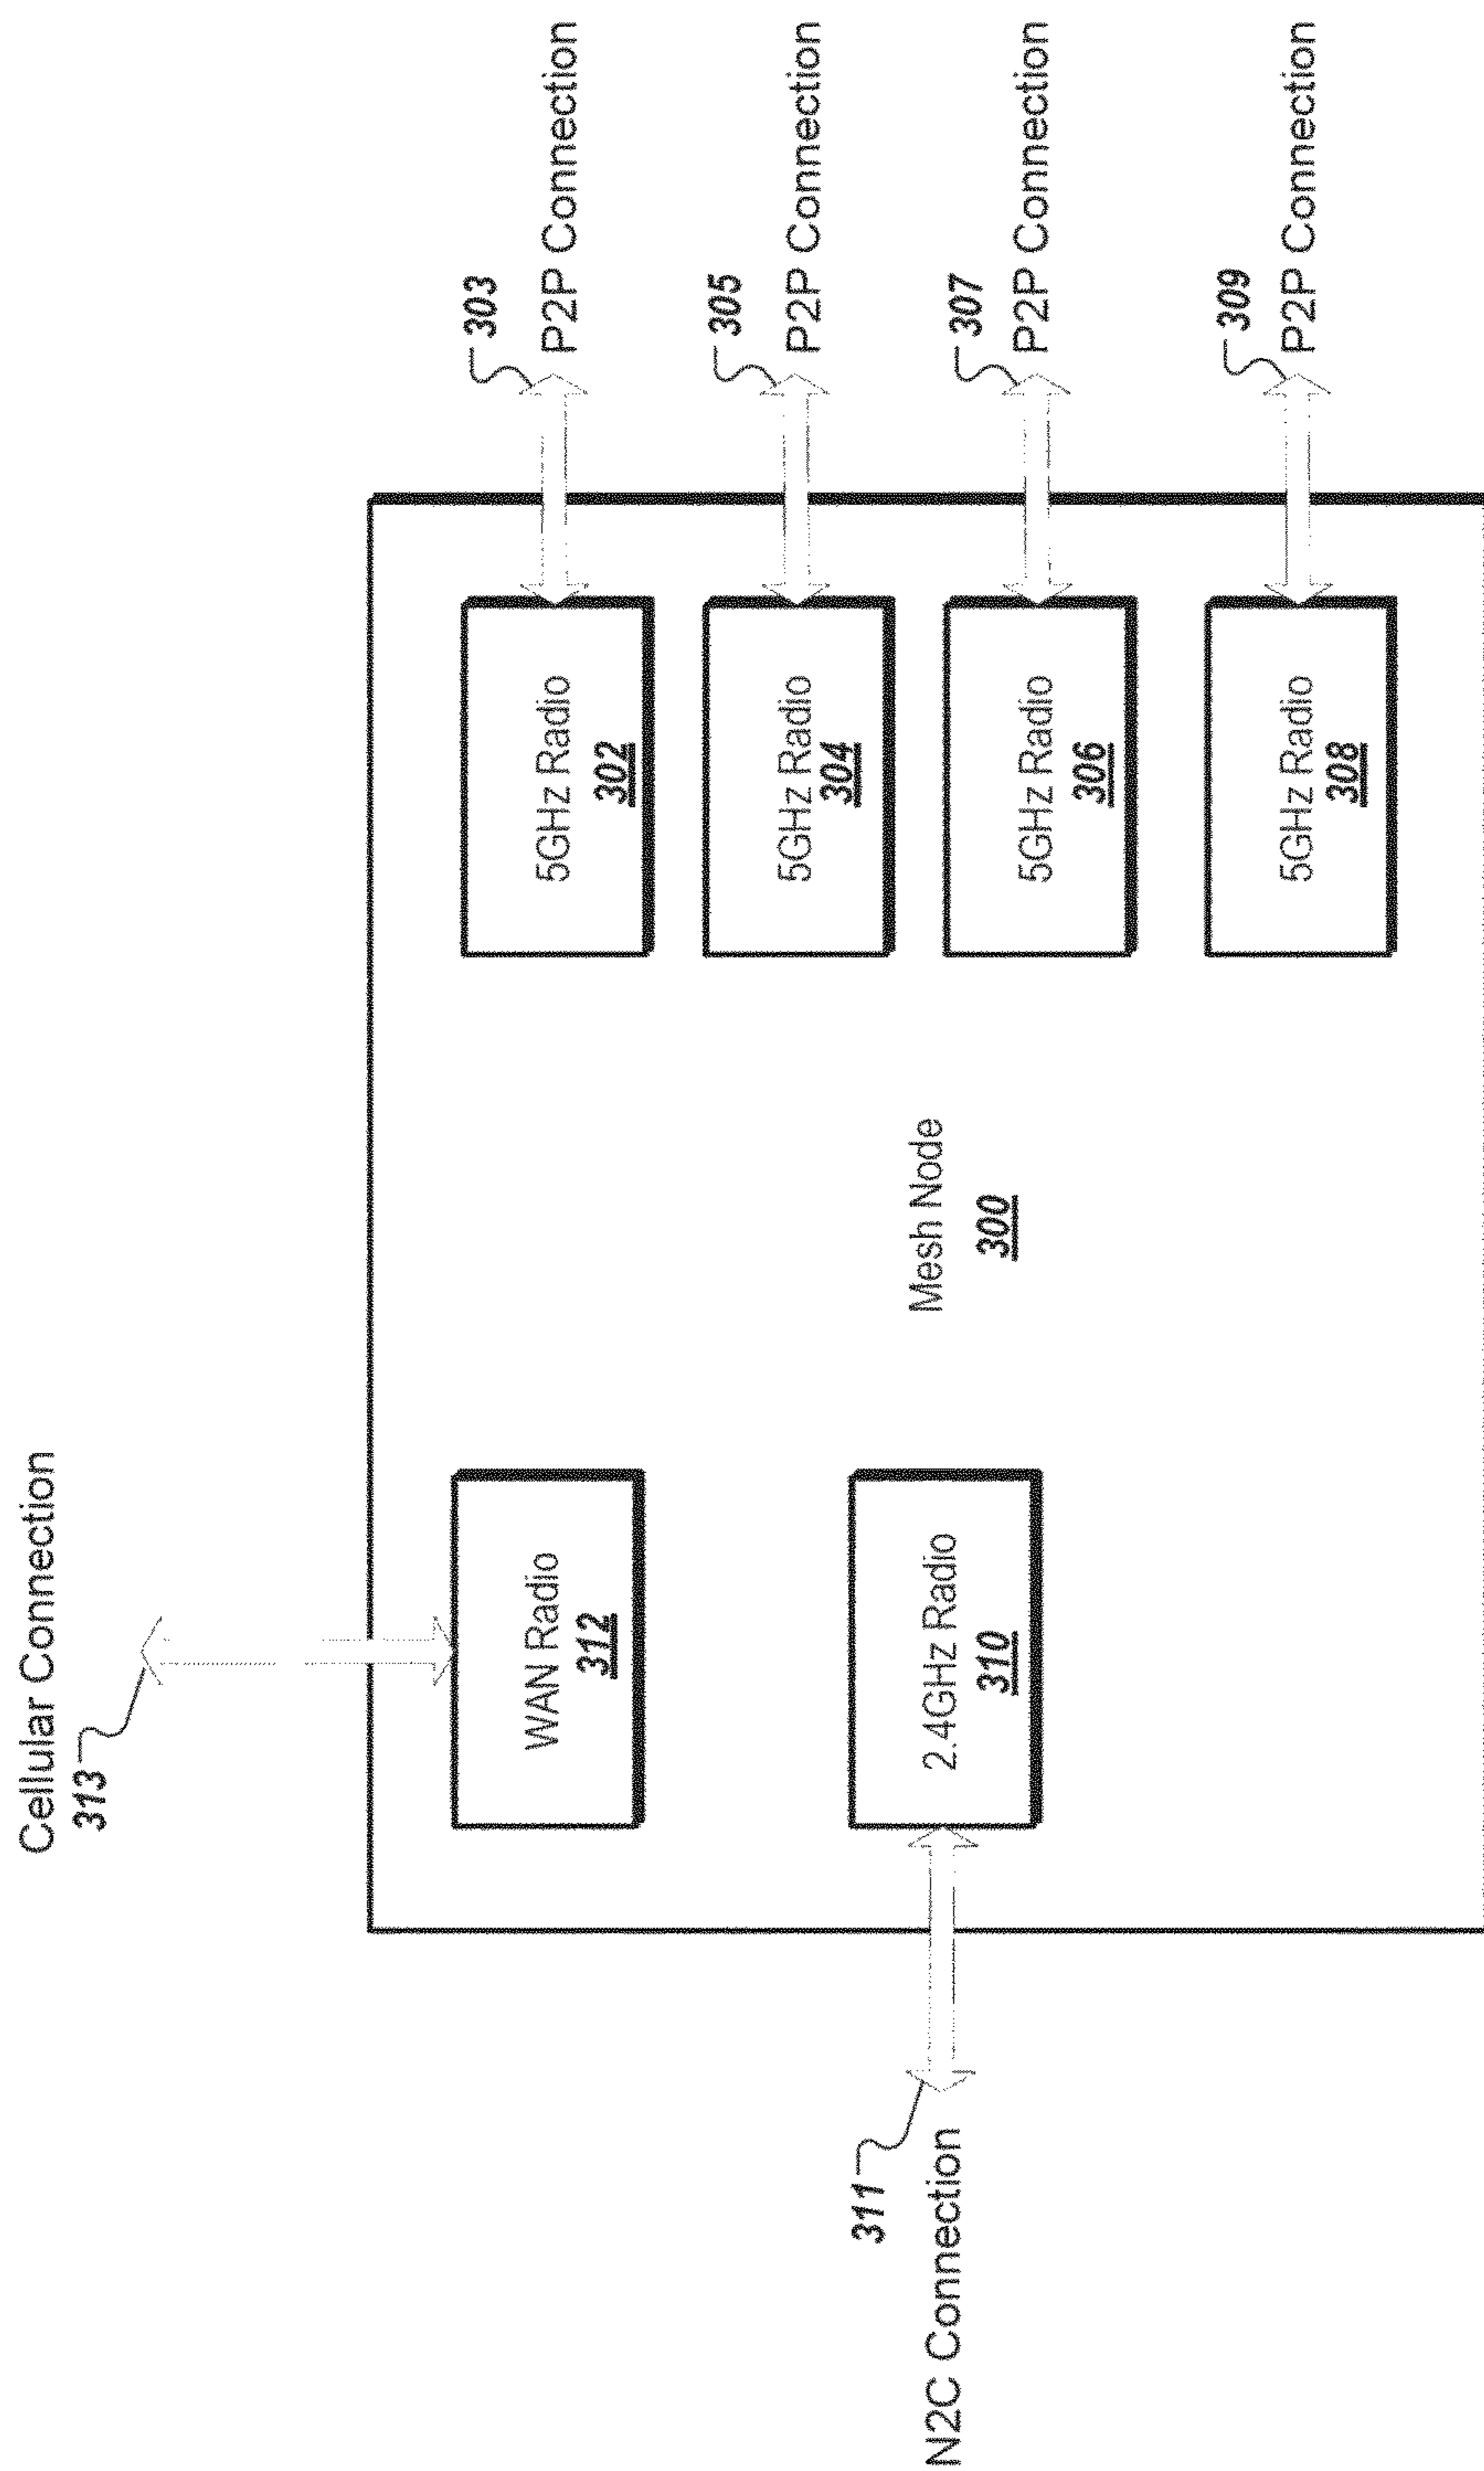 Cellular Connection
313
WAN Radio
312
5GHz Radio
302
303
P2P Connection
5GHz Radio
304
305
P2P Connection
N2C Connection
311
2.4GHz Radio
310
Mesh Node
300
5GHz Radio
306
307
P2P Connection
5GHz Radio
308
309
P2P Connection